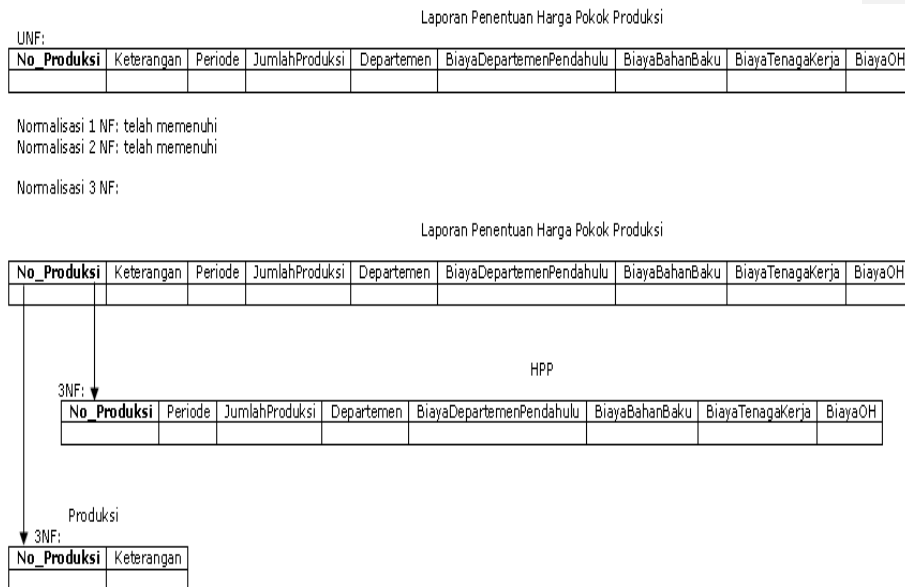 Laporan Penentuan Harga Pokok Produksi
UNF:
No_Produksi Keterangan Periode JumlahProduksi Departemen BiayaDepartemenPendahulu BiayaBahanBaku BiayaTenagaKerja BiayaOH
Normalisasi 1 NF: telah memenuhi
Normalisasi 2 NF: telah memenuhi
Normalisasi 3 NF:
Laporan Penentuan Harga Pokok Produksi
No_Produksi Keterangan Periode JumlahProduksi Departemen BiayaDepartemenPendahulu BiayaBahanBaku BiayaTenagaKerja BiayaOH
HPP
3NF:
No_Produksi Periode JumlahProduksi Departemen BiayaDepartemenPendahulu BiayaBahanBaku BiayaTenagaKerja BiayaOH
Produksi
3NF:
No_Produksi Keterangan